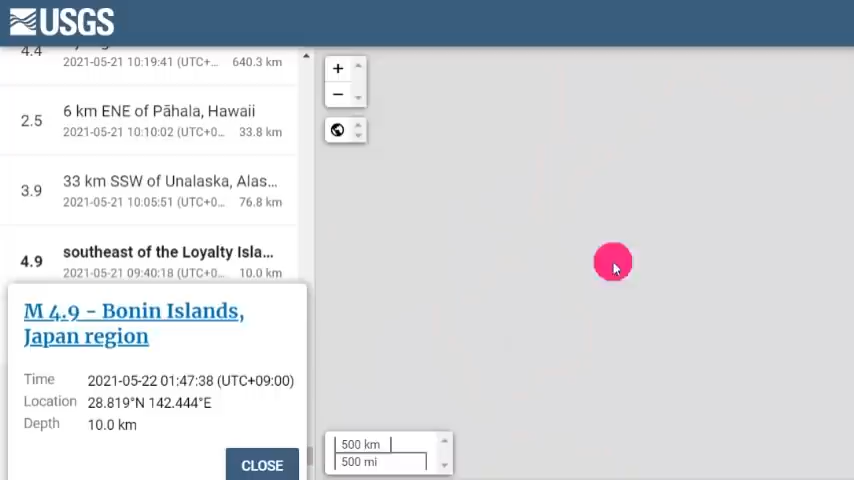 USGS
4.4
2021-05-21 10:19:41 (UTC+... 640.3 km
6 km ENE of Pāhala, Hawaii
2.5
2021-05-21 10:10:02 (UTC+0... 33.8 km
33 km SSW of Unalaska, Alas...
3.9
2021-05-21 10:05:51 (UTC+0... 76.8 km
southeast of the Loyalty Isla...
4.9
2021-05-21 09:40:18 (UTC+0... 10.0 km
M 4.9 - Bonin Islands,
Japan region
Time 2021-05-22 01:47:38 (UTC+09:00)
Location 28.819°N 142.444°E
Depth 10.0 km
CLOSE
+
−
500 km
500 mi